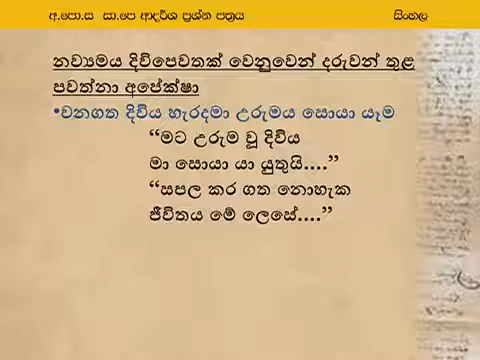 අ.පො.ස සා.පෙ ආදර්ශ ප්‍රශ්න පත්‍රය සිංහල
නව්‍යමය දිවිපෙවතක් වෙනුවෙන් දරුවන් තුළ
පවත්නා අපේක්ෂා
•වනගත දිවිය හැරදමා උරුමය සොයා යෑම
“මට උරුම වූ දිවිය
මා සොයා යා යුතුයි....”
“සපල කර ගත නොහැක
ජීවිතය මේ ලෙසේ....”